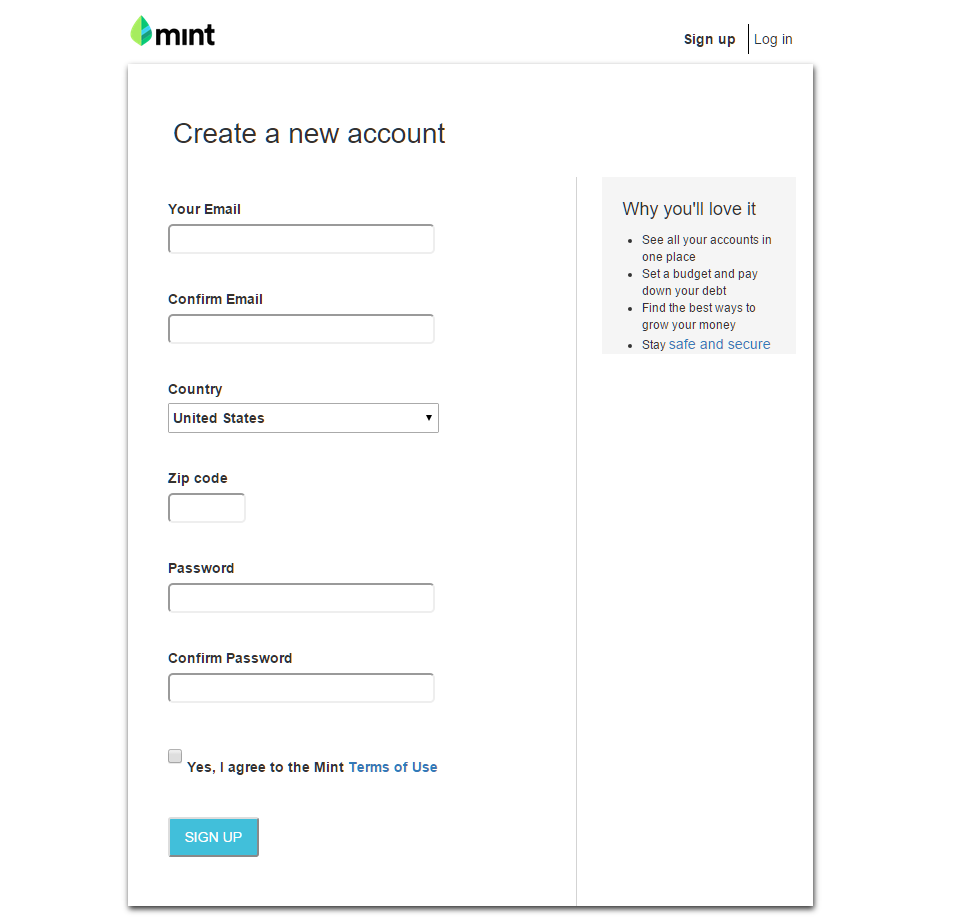 mint
Sign up
Log in
Create a new account
Your Email
Confirm Email
Country
United States
Zip code
Password
Confirm Password
Yes, I agree to the Mint Terms of Use
SIGN UP
Why you'll love it
See all your accounts in
one place
Set a budget and pay
down your debt
Find the best ways to
grow your money
Stay safe and secure